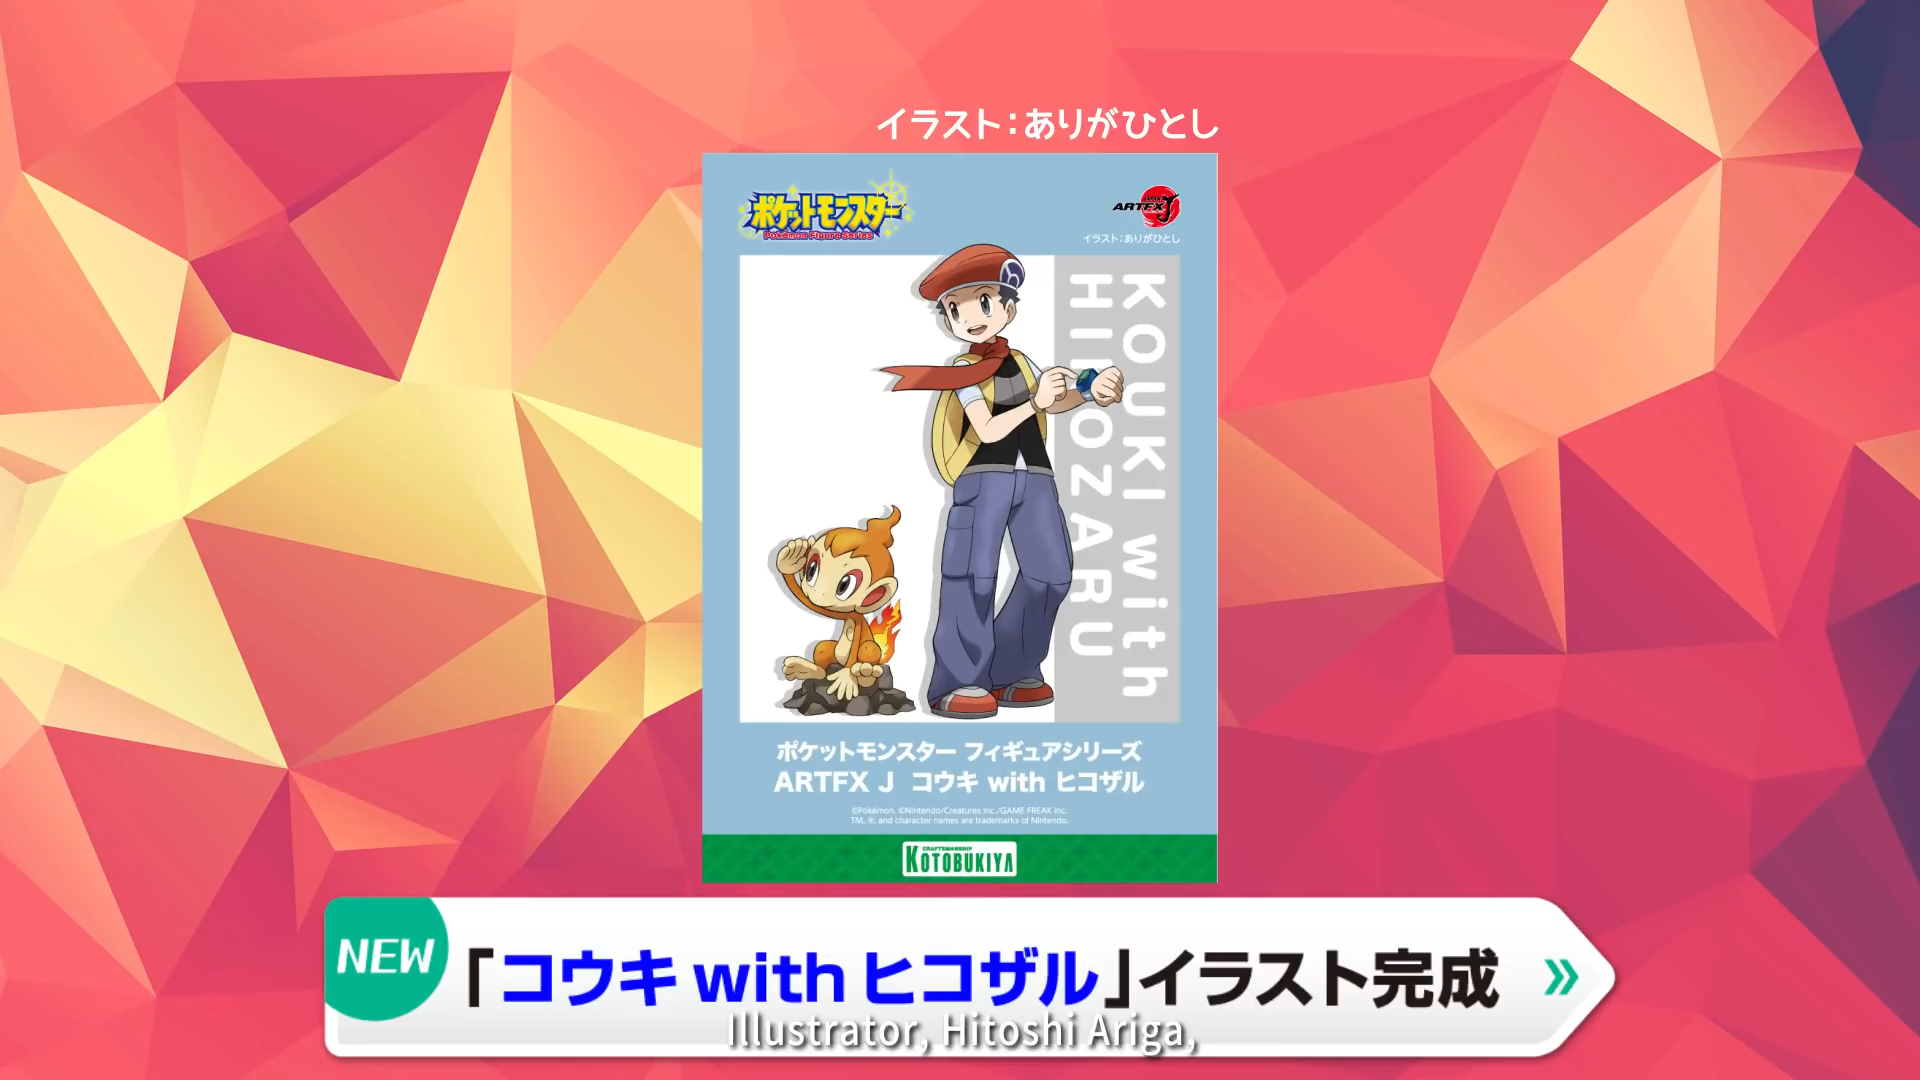 イラスト：ありがひとし
ポケットモンスター
Pokémon Figure Series
JAPAN
ARTFX J
イラスト：ありがひとし
KOUKI with
HIKOZARU
ポケットモンスター フィギュアシリーズ
ARTFX J コウキ with ヒコザル
©Pokémon. ©Nintendo/Creatures Inc./GAME FREAK Inc.
TM, ®, and character names are trademarks of Nintendo.
CRAFTSMANSHIP
KOTOBUKIYA
NEW
「コウキ with ヒコザル」イラスト完成
Illustrator, Hitoshi Ariga,